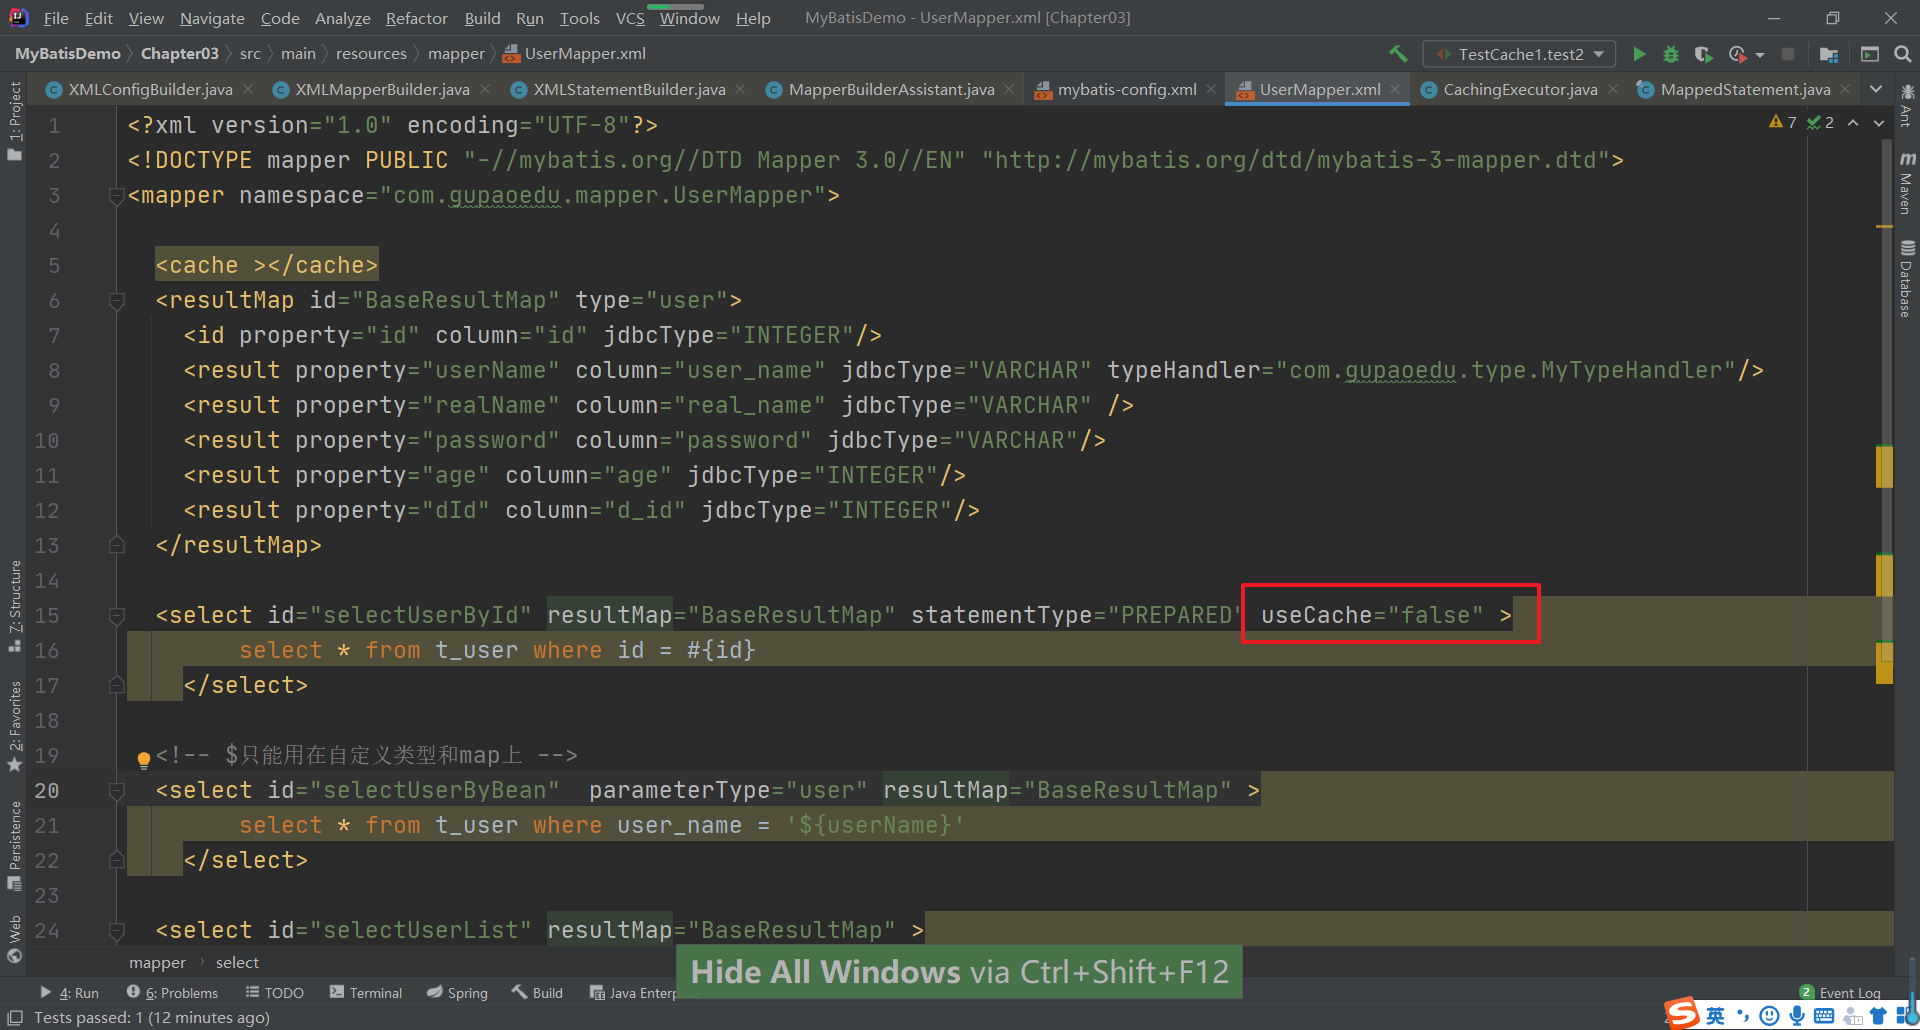 File Edit View Navigate Code Analyze Refactor Build Run Tools VCS Window Help MyBatisDemo - UserMapper.xml [Chapter03]
MyBatisDemo Chapter03 src main resources mapper UserMapper.xml TestCache1.test2
XMLConfigBuilder.java XMLMapperBuilder.java XMLStatementBuilder.java MapperBuilderAssistant.java mybatis-config.xml UserMapper.xml CachingExecutor.java MappedStatement.java
1: Project
7: Structure
2: Favorites
Persistence
Web
Ant
Maven
Database
7 2
1 <?xml version="1.0" encoding="UTF-8"?>
2 <!DOCTYPE mapper PUBLIC "-//mybatis.org//DTD Mapper 3.0//EN" "http://mybatis.org/dtd/mybatis-3-mapper.dtd">
3 <mapper namespace="com.gupaoedu.mapper.UserMapper">
4
5 <cache ></cache>
6 <resultMap id="BaseResultMap" type="user">
7 <id property="id" column="id" jdbcType="INTEGER"/>
8 <result property="userName" column="user_name" jdbcType="VARCHAR" typeHandler="com.gupaoedu.type.MyTypeHandler"/>
9 <result property="realName" column="real_name" jdbcType="VARCHAR" />
10 <result property="password" column="password" jdbcType="VARCHAR"/>
11 <result property="age" column="age" jdbcType="INTEGER"/>
12 <result property="dId" column="d_id" jdbcType="INTEGER"/>
13 </resultMap>
14
15 <select id="selectUserById" resultMap="BaseResultMap" statementType="PREPARED" useCache="false" >
16 select * from t_user where id = #{id}
17 </select>
18
19 <!-- $只能用在自定义类型和map上 -->
20 <select id="selectUserByBean" parameterType="user" resultMap="BaseResultMap" >
21 select * from t_user where user_name = '${userName}'
22 </select>
23
24 <select id="selectUserList" resultMap="BaseResultMap" >
mapper select
Hide All Windows via Ctrl+Shift+F12
4: Run 6: Problems TODO Terminal Spring Build Java Enter 2 Event Log
Tests passed: 1 (12 minutes ago)
S 英